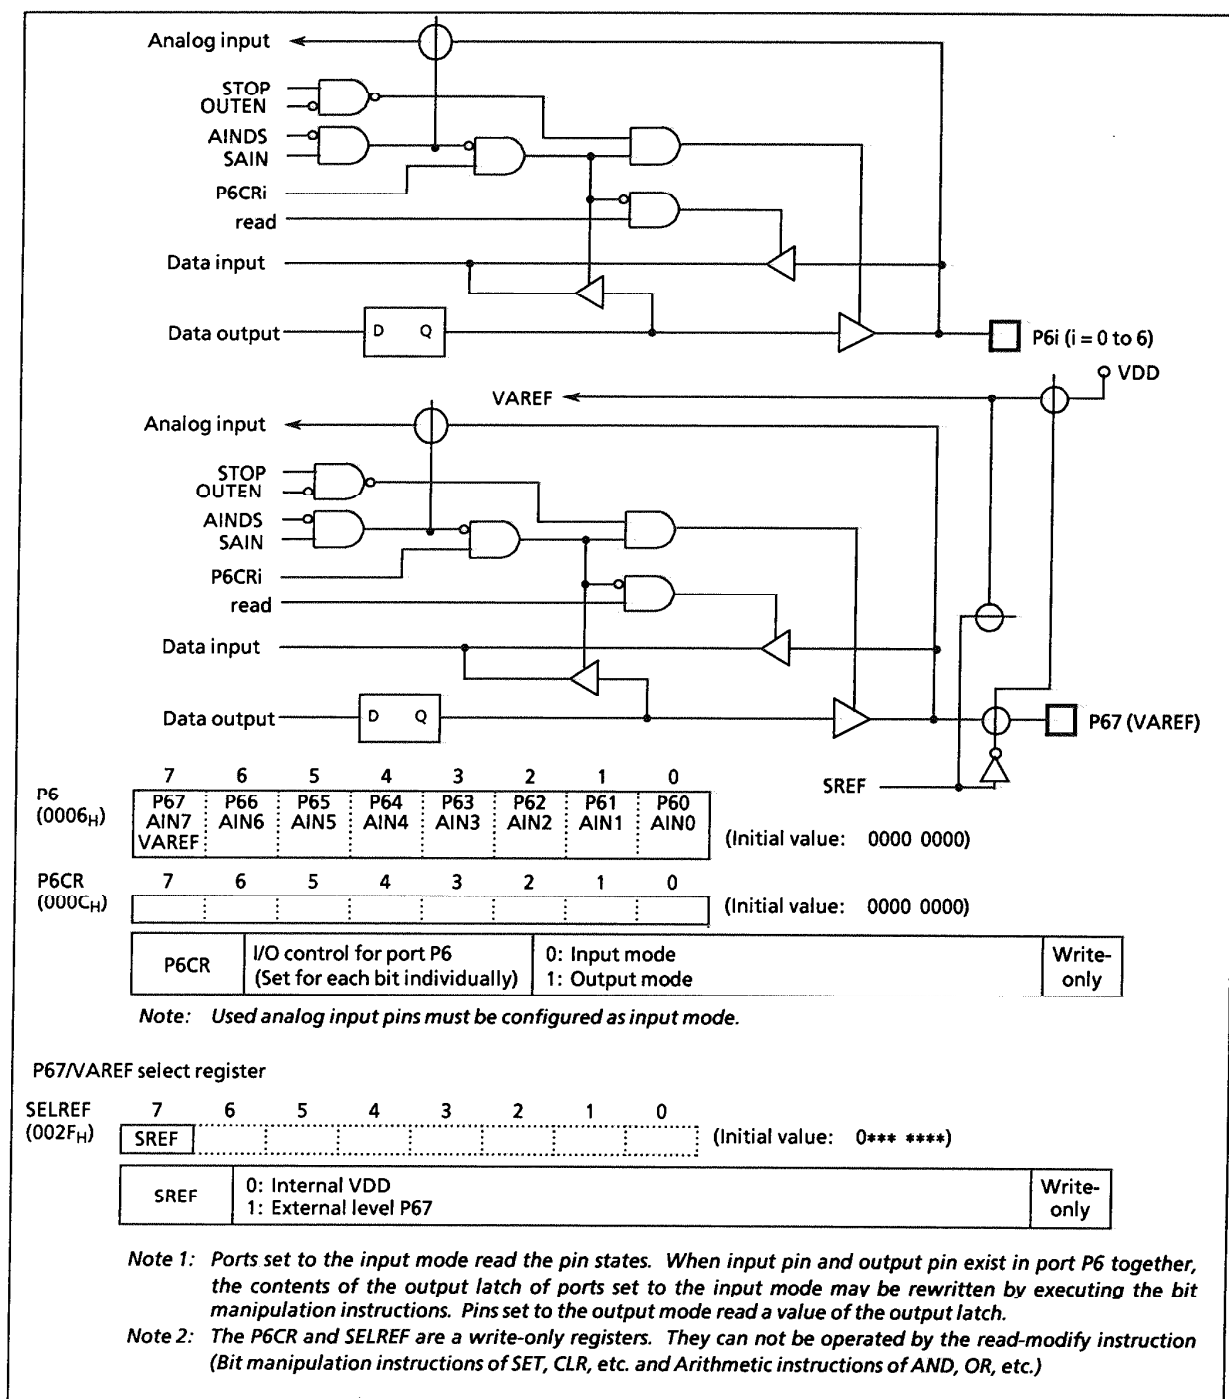 Analog input
STOP
OUTEN
AINDS
SAIN
P6CRi
read
Data input
Data output
D Q
P6i (i = 0 to 6)
VDD
VAREF
Analog input
STOP
OUTEN
AINDS
SAIN
P6CRi
read
Data input
Data output
D Q
P67 (VAREF)
SREF
7 6 5 4 3 2 1 0
P6
(0006H)
P67 P66 P65 P64 P63 P62 P61 P60
AIN7 AIN6 AIN5 AIN4 AIN3 AIN2 AIN1 AIN0
VAREF
(Initial value: 0000 0000)
P6CR
(000CH)
7 6 5 4 3 2 1 0
(Initial value: 0000 0000)
P6CR
I/O control for port P6
(Set for each bit individually)
0: Input mode
1: Output mode
Write-
only
Note: Used analog input pins must be configured as input mode.
P67/VAREF select register
SELREF
(002FH)
7 6 5 4 3 2 1 0
SREF
(Initial value: 0*** ****)
SREF
0: Internal VDD
1: External level P67
Write-
only
Note 1: Ports set to the input mode read the pin states. When input pin and output pin exist in port P6 together,
the contents of the output latch of ports set to the input mode may be rewritten by executing the bit
manipulation instructions. Pins set to the output mode read a value of the output latch.
Note 2: The P6CR and SELREF are a write-only registers. They can not be operated by the read-modify instruction
(Bit manipulation instructions of SET, CLR, etc. and Arithmetic instructions of AND, OR, etc.)